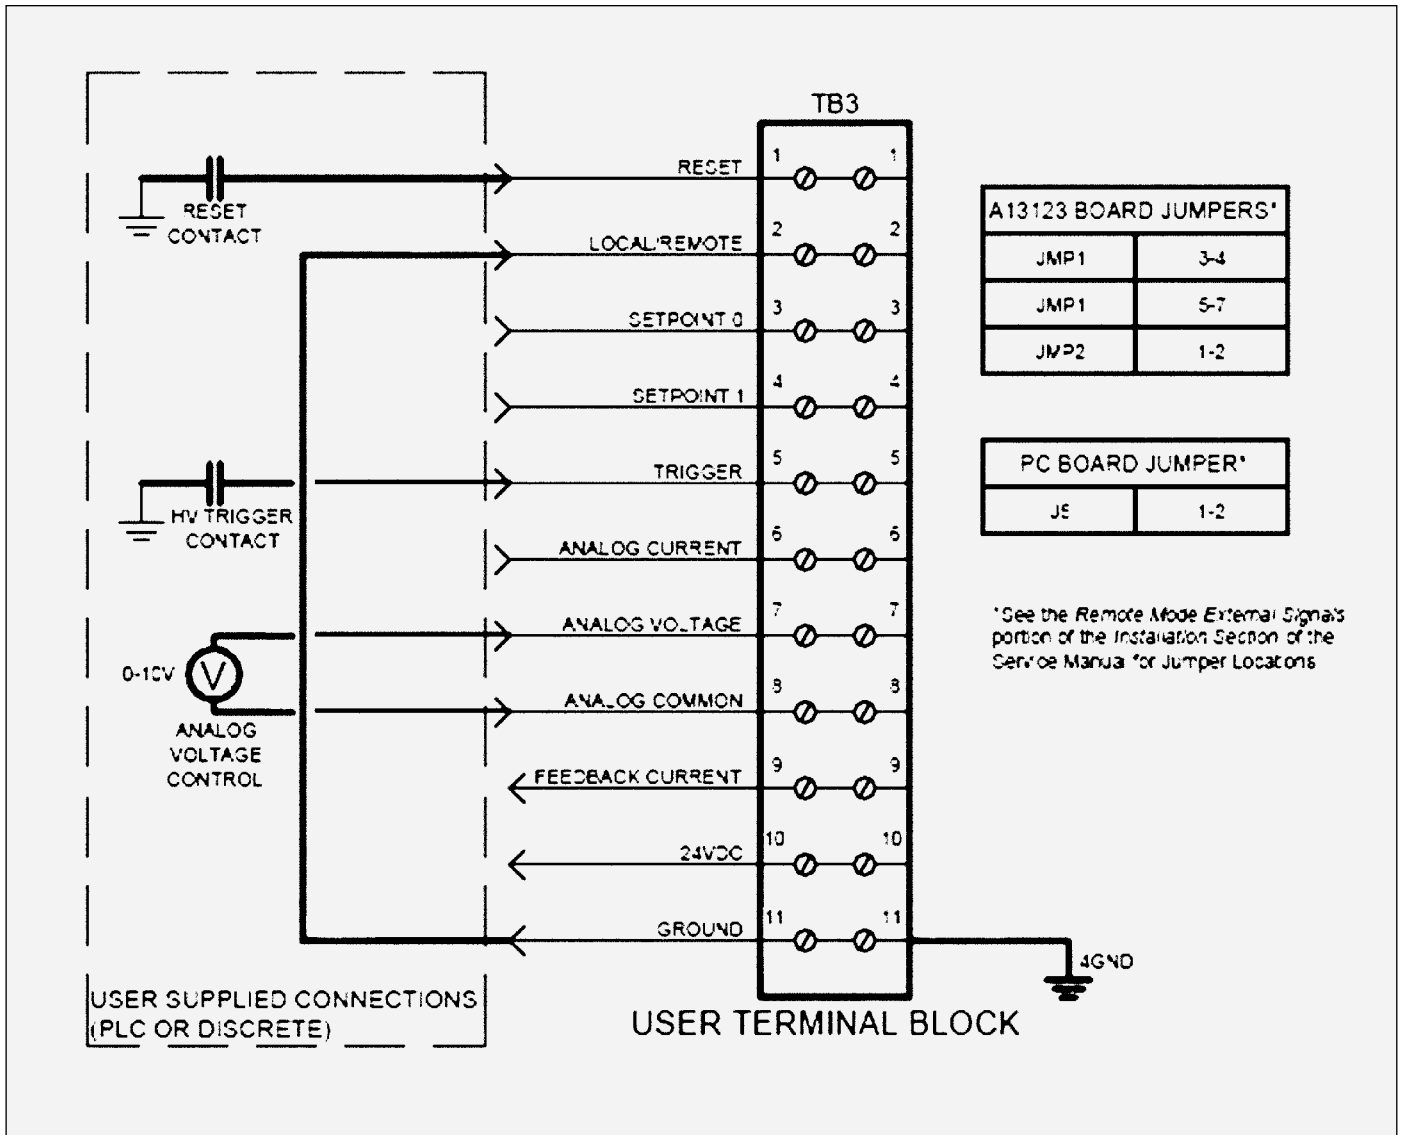 TB3
1 1
RESET
RESET
CONTACT
2 2
LOCAL/REMOTE
3 3
SETPOINT 0
4 4
SETPOINT 1
5 5
TRIGGER
HV TRIGGER
CONTACT
6 6
ANALOG CURRENT
7 7
ANALOG VOLTAGE
0-10V
V
ANALOG
VOLTAGE
CONTROL
8 8
ANALOG COMMON
9 9
FEEDBACK CURRENT
10 10
24VDC
11 11
GROUND
4GND
USER SUPPLIED CONNECTIONS
(PLC OR DISCRETE)
USER TERMINAL BLOCK
A13123 BOARD JUMPERS*
JMP1 3-4
JMP1 5-7
JMP2 1-2
PC BOARD JUMPER*
J5 1-2
*See the Remote Mode External Signals
portion of the Installation Section of the
Service Manual for Jumper Locations